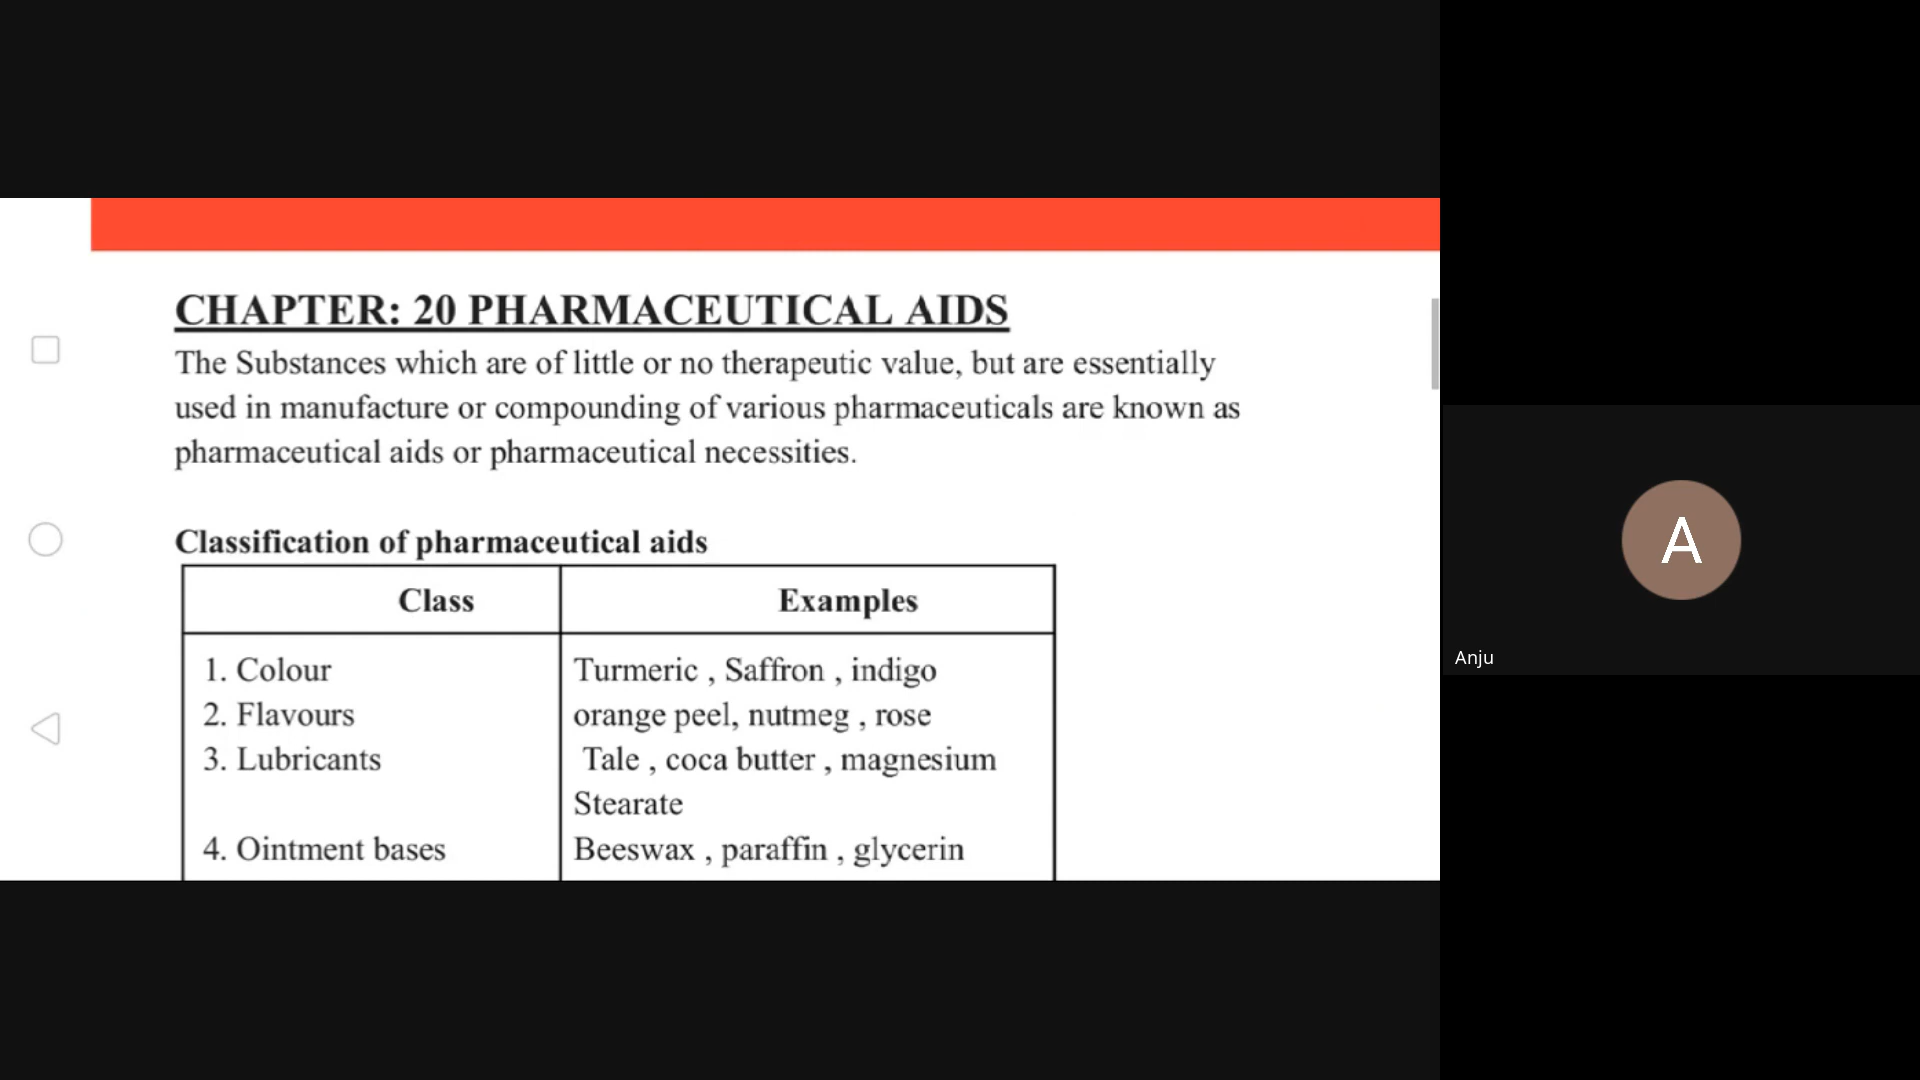 CHAPTER: 20 PHARMACEUTICAL AIDS
The Substances which are of little or no therapeutic value, but are essentially
used in manufacture or compounding of various pharmaceuticals are known as
pharmaceutical aids or pharmaceutical necessities.
Classification of pharmaceutical aids
Class Examples
1. Colour Turmeric , Saffron , indigo
2. Flavours orange peel, nutmeg , rose
3. Lubricants Tale , coca butter , magnesium
Stearate
4. Ointment bases Beeswax , paraffin , glycerin
A
Anju